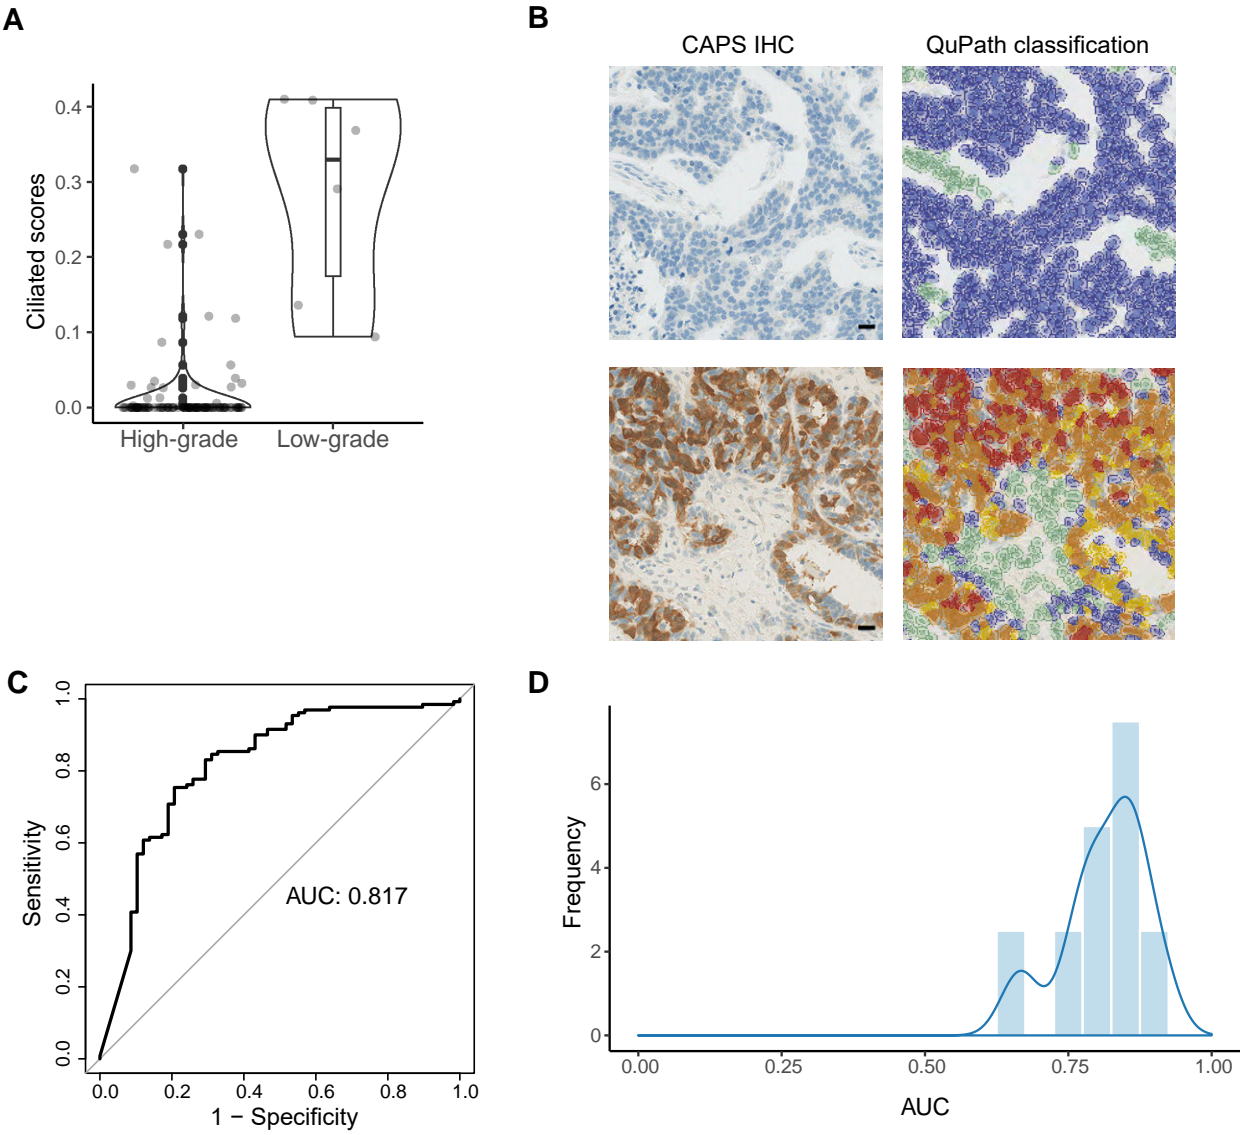 A
Ciliated scores
0.4
0.3
0.2
0.1
0.0
High-grade
Low-grade
B
CAPS IHC
QuPath classification
C
Sensitivity
1.0
0.8
0.6
0.4
0.2
0.0
AUC: 0.817
0.0
0.2
0.4
0.6
0.8
1.0
1 − Specificity
D
Frequency
6
4
2
0
0.00
0.25
0.50
0.75
1.00
AUC